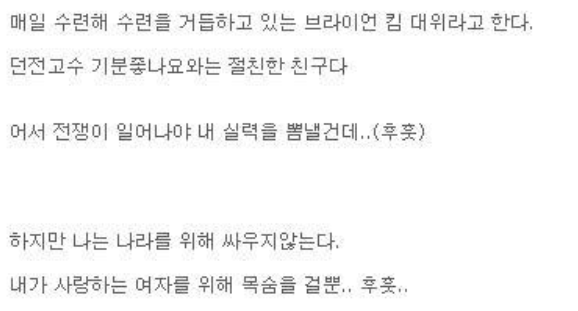 매일 수련해 수련을 거듭하고 있는 브라이언 킴 대위라고 한다.
던전고수 기분좋나요와는 절친한 친구다
어서 전쟁이 일어나야 내 실력을 뽐낼건데..(후훗)
하지만 나는 나라를 위해 싸우지않는다.
내가 사랑하는 여자를 위해 목숨을 걸뿐.. 후훗..